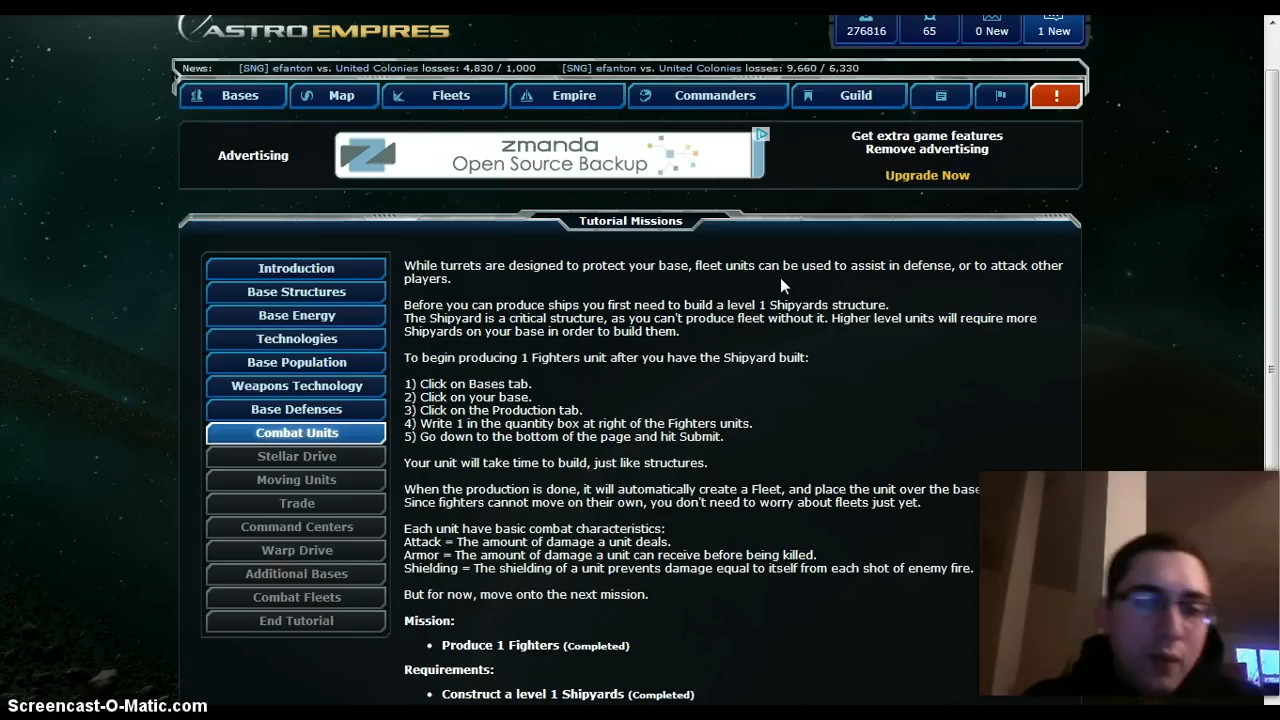 ASTRO EMPIRES
276816
65
0 New
1 New
News: [SNG] efanton vs. United Colonies losses: 4,830 / 1,000 [SNG] efanton vs. United Colonies losses: 9,660 / 6,330
Bases Map Fleets Empire Commanders Guild !
Advertising
zmanda
Open Source Backup
Get extra game features
Remove advertising
Upgrade Now
Tutorial Missions
Introduction
Base Structures
Base Energy
Technologies
Base Population
Weapons Technology
Base Defenses
Combat Units
Stellar Drive
Moving Units
Trade
Command Centers
Warp Drive
Additional Bases
Combat Fleets
End Tutorial
While turrets are designed to protect your base, fleet units can be used to assist in defense, or to attack other
players.
Before you can produce ships you first need to build a level 1 Shipyards structure.
The Shipyard is a critical structure, as you can't produce fleet without it. Higher level units will require more
Shipyards on your base in order to build them.
To begin producing 1 Fighters unit after you have the Shipyard built:
1) Click on Bases tab.
2) Click on your base.
3) Click on the Production tab.
4) Write 1 in the quantity box at right of the Fighters units.
5) Go down to the bottom of the page and hit Submit.
Your unit will take time to build, just like structures.
When the production is done, it will automatically create a Fleet, and place the unit over the base
Since fighters cannot move on their own, you don't need to worry about fleets just yet.
Each unit have basic combat characteristics:
Attack = The amount of damage a unit deals.
Armor = The amount of damage a unit can receive before being killed.
Shielding = The shielding of a unit prevents damage equal to itself from each shot of enemy fire.
But for now, move onto the next mission.
Mission:
• Produce 1 Fighters (Completed)
Requirements:
• Construct a level 1 Shipyards (Completed)
Screencast-O-Matic.com